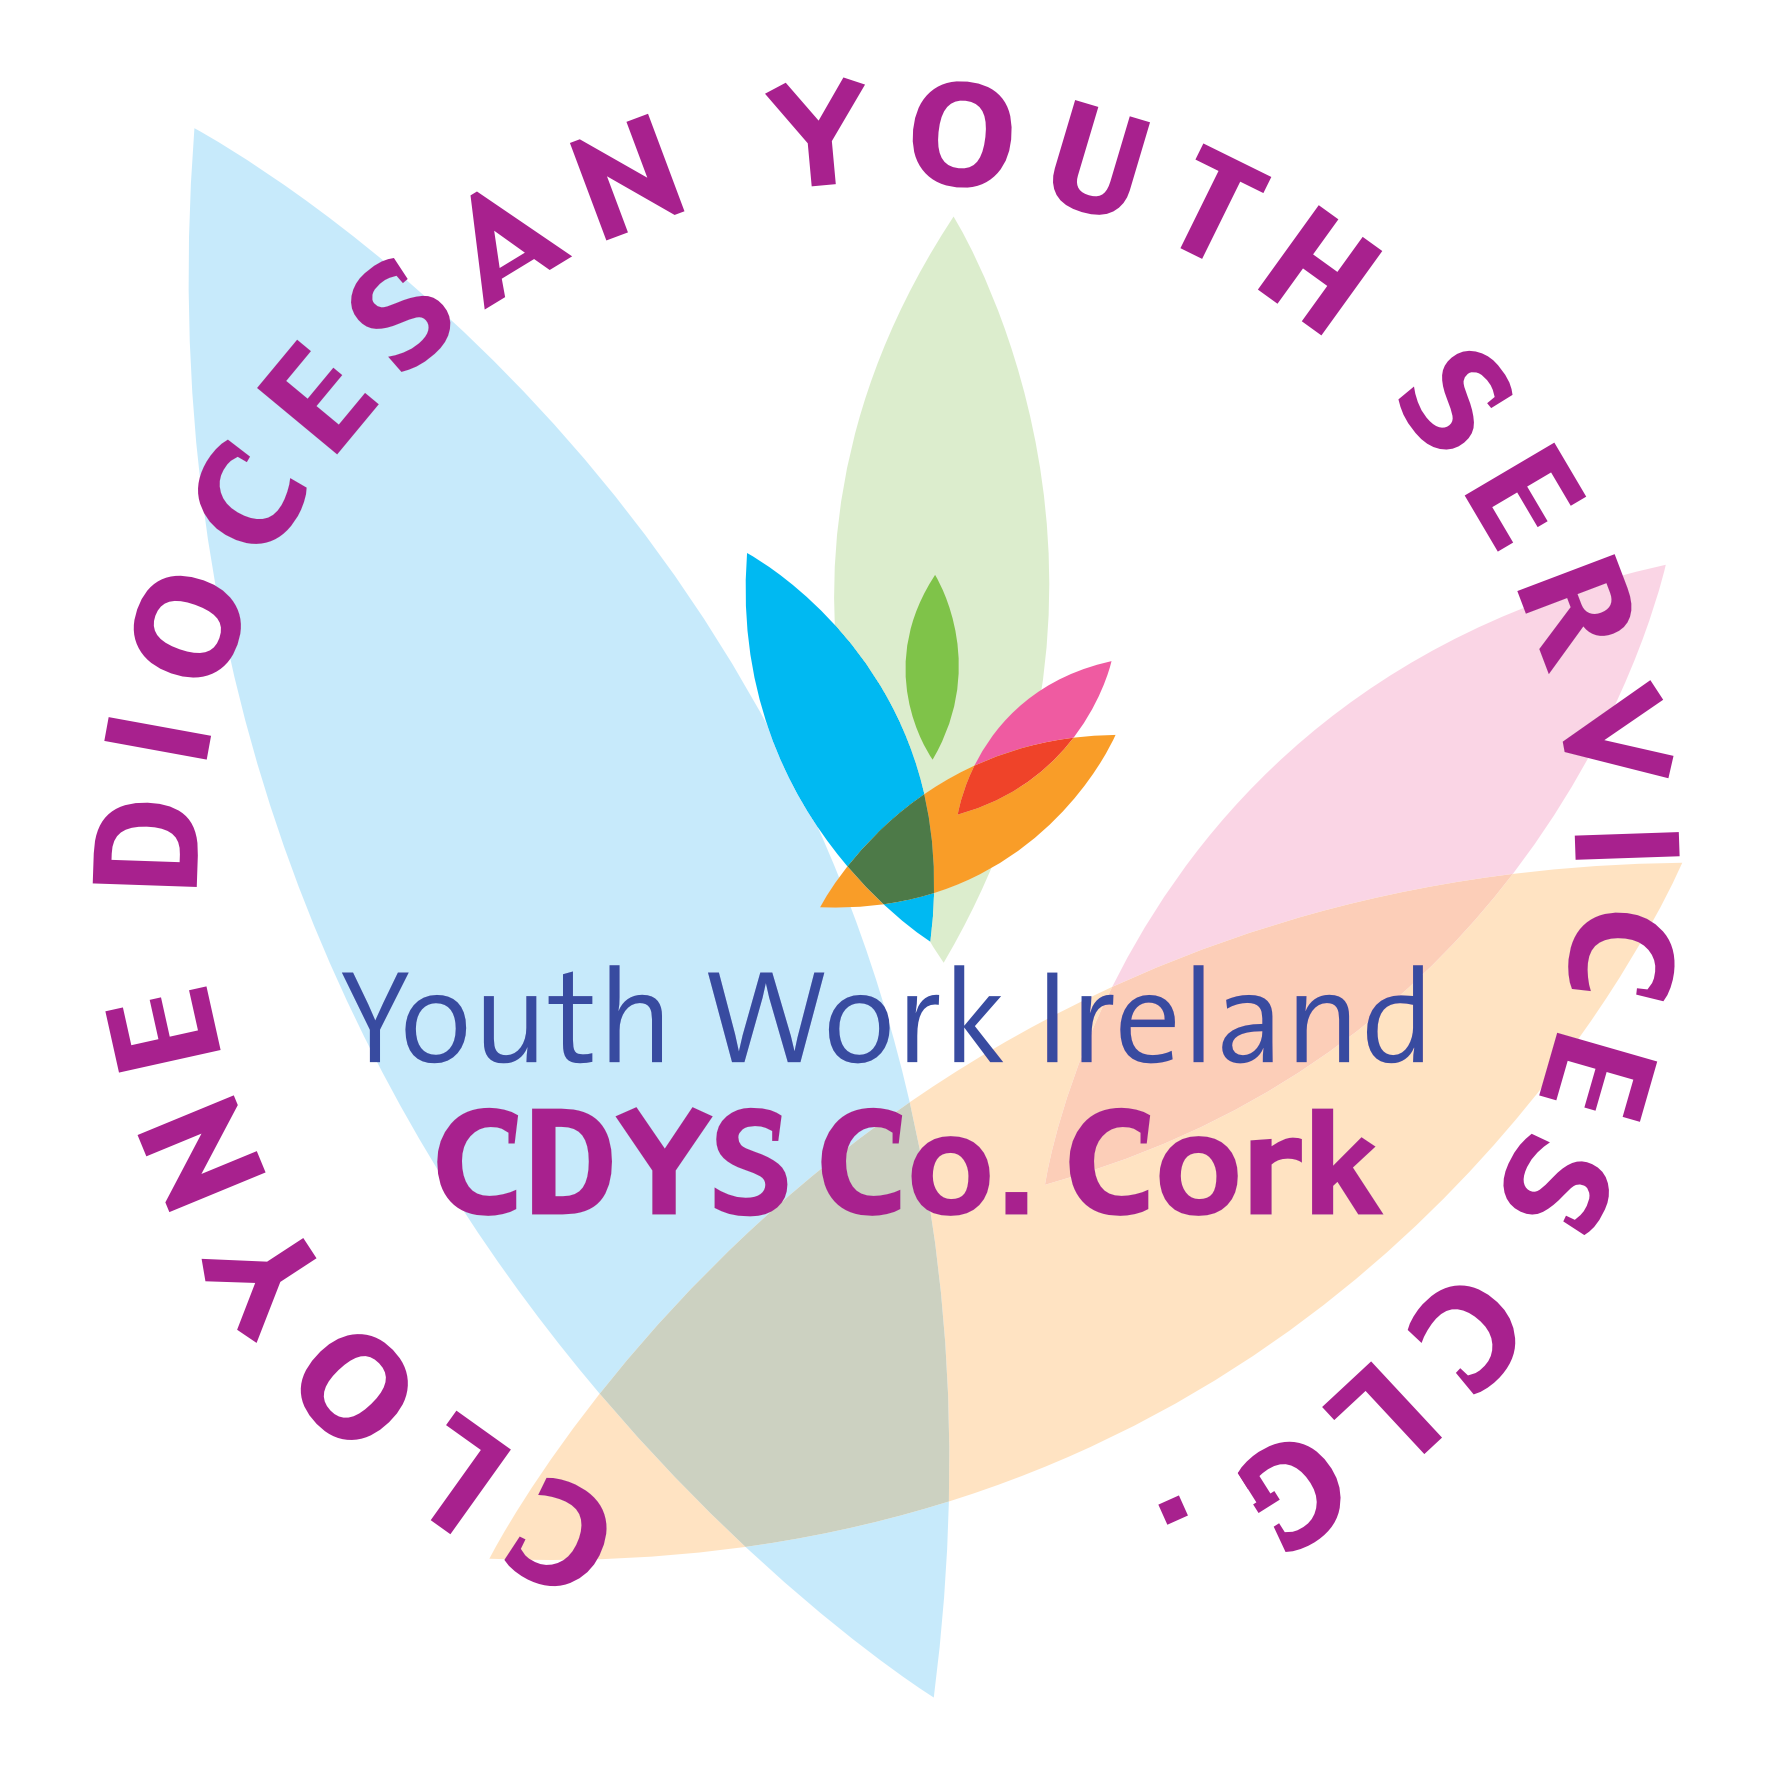 CLOYNE DIOCESAN YOUTH SERVICES CLG.
Youth Work Ireland
CDYS Co. Cork